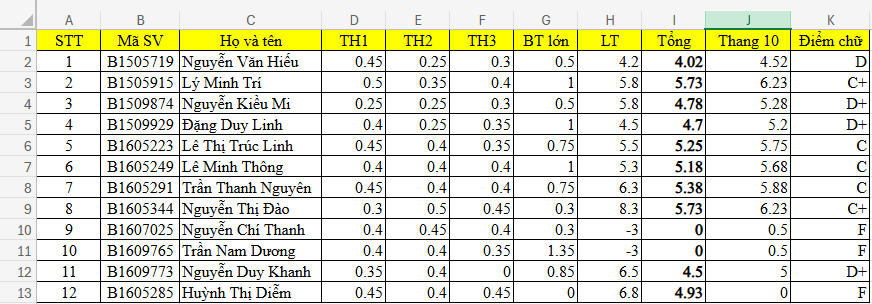 A B C D E F G H I J K
1 STT Mã SV Họ và tên TH1 TH2 TH3 BT lớn LT Tổng Thang 10 Điểm chữ
2 1 B1505719 Nguyễn Văn Hiếu 0.45 0.25 0.3 0.5 4.2 4.02 4.52 D
3 2 B1505915 Lý Minh Trí 0.5 0.35 0.4 1 5.8 5.73 6.23 C+
4 3 B1509874 Nguyễn Kiều Mi 0.25 0.25 0.3 0.5 5.8 4.78 5.28 D+
5 4 B1509929 Đặng Duy Linh 0.4 0.25 0.35 1 4.5 4.7 5.2 D+
6 5 B1605223 Lê Thị Trúc Linh 0.45 0.4 0.35 0.75 5.5 5.25 5.75 C
7 6 B1605249 Lê Minh Thông 0.4 0.4 0.4 1 5.3 5.18 5.68 C
8 7 B1605291 Trần Thanh Nguyên 0.45 0.4 0.4 0.75 6.3 5.38 5.88 C
9 8 B1605344 Nguyễn Thị Đào 0.3 0.5 0.45 0.3 8.3 5.73 6.23 C+
10 9 B1607025 Nguyễn Chí Thanh 0.4 0.45 0.4 0.3 -3 0 0.5 F
11 10 B1609765 Trần Nam Dương 0.4 0.4 0.35 1.35 -3 0 0.5 F
12 11 B1609773 Nguyễn Duy Khanh 0.35 0.4 0 0.85 6.5 4.5 5 D+
13 12 B1605285 Huỳnh Thị Diễm 0.45 0.4 0.45 0 6.8 4.93 0 F